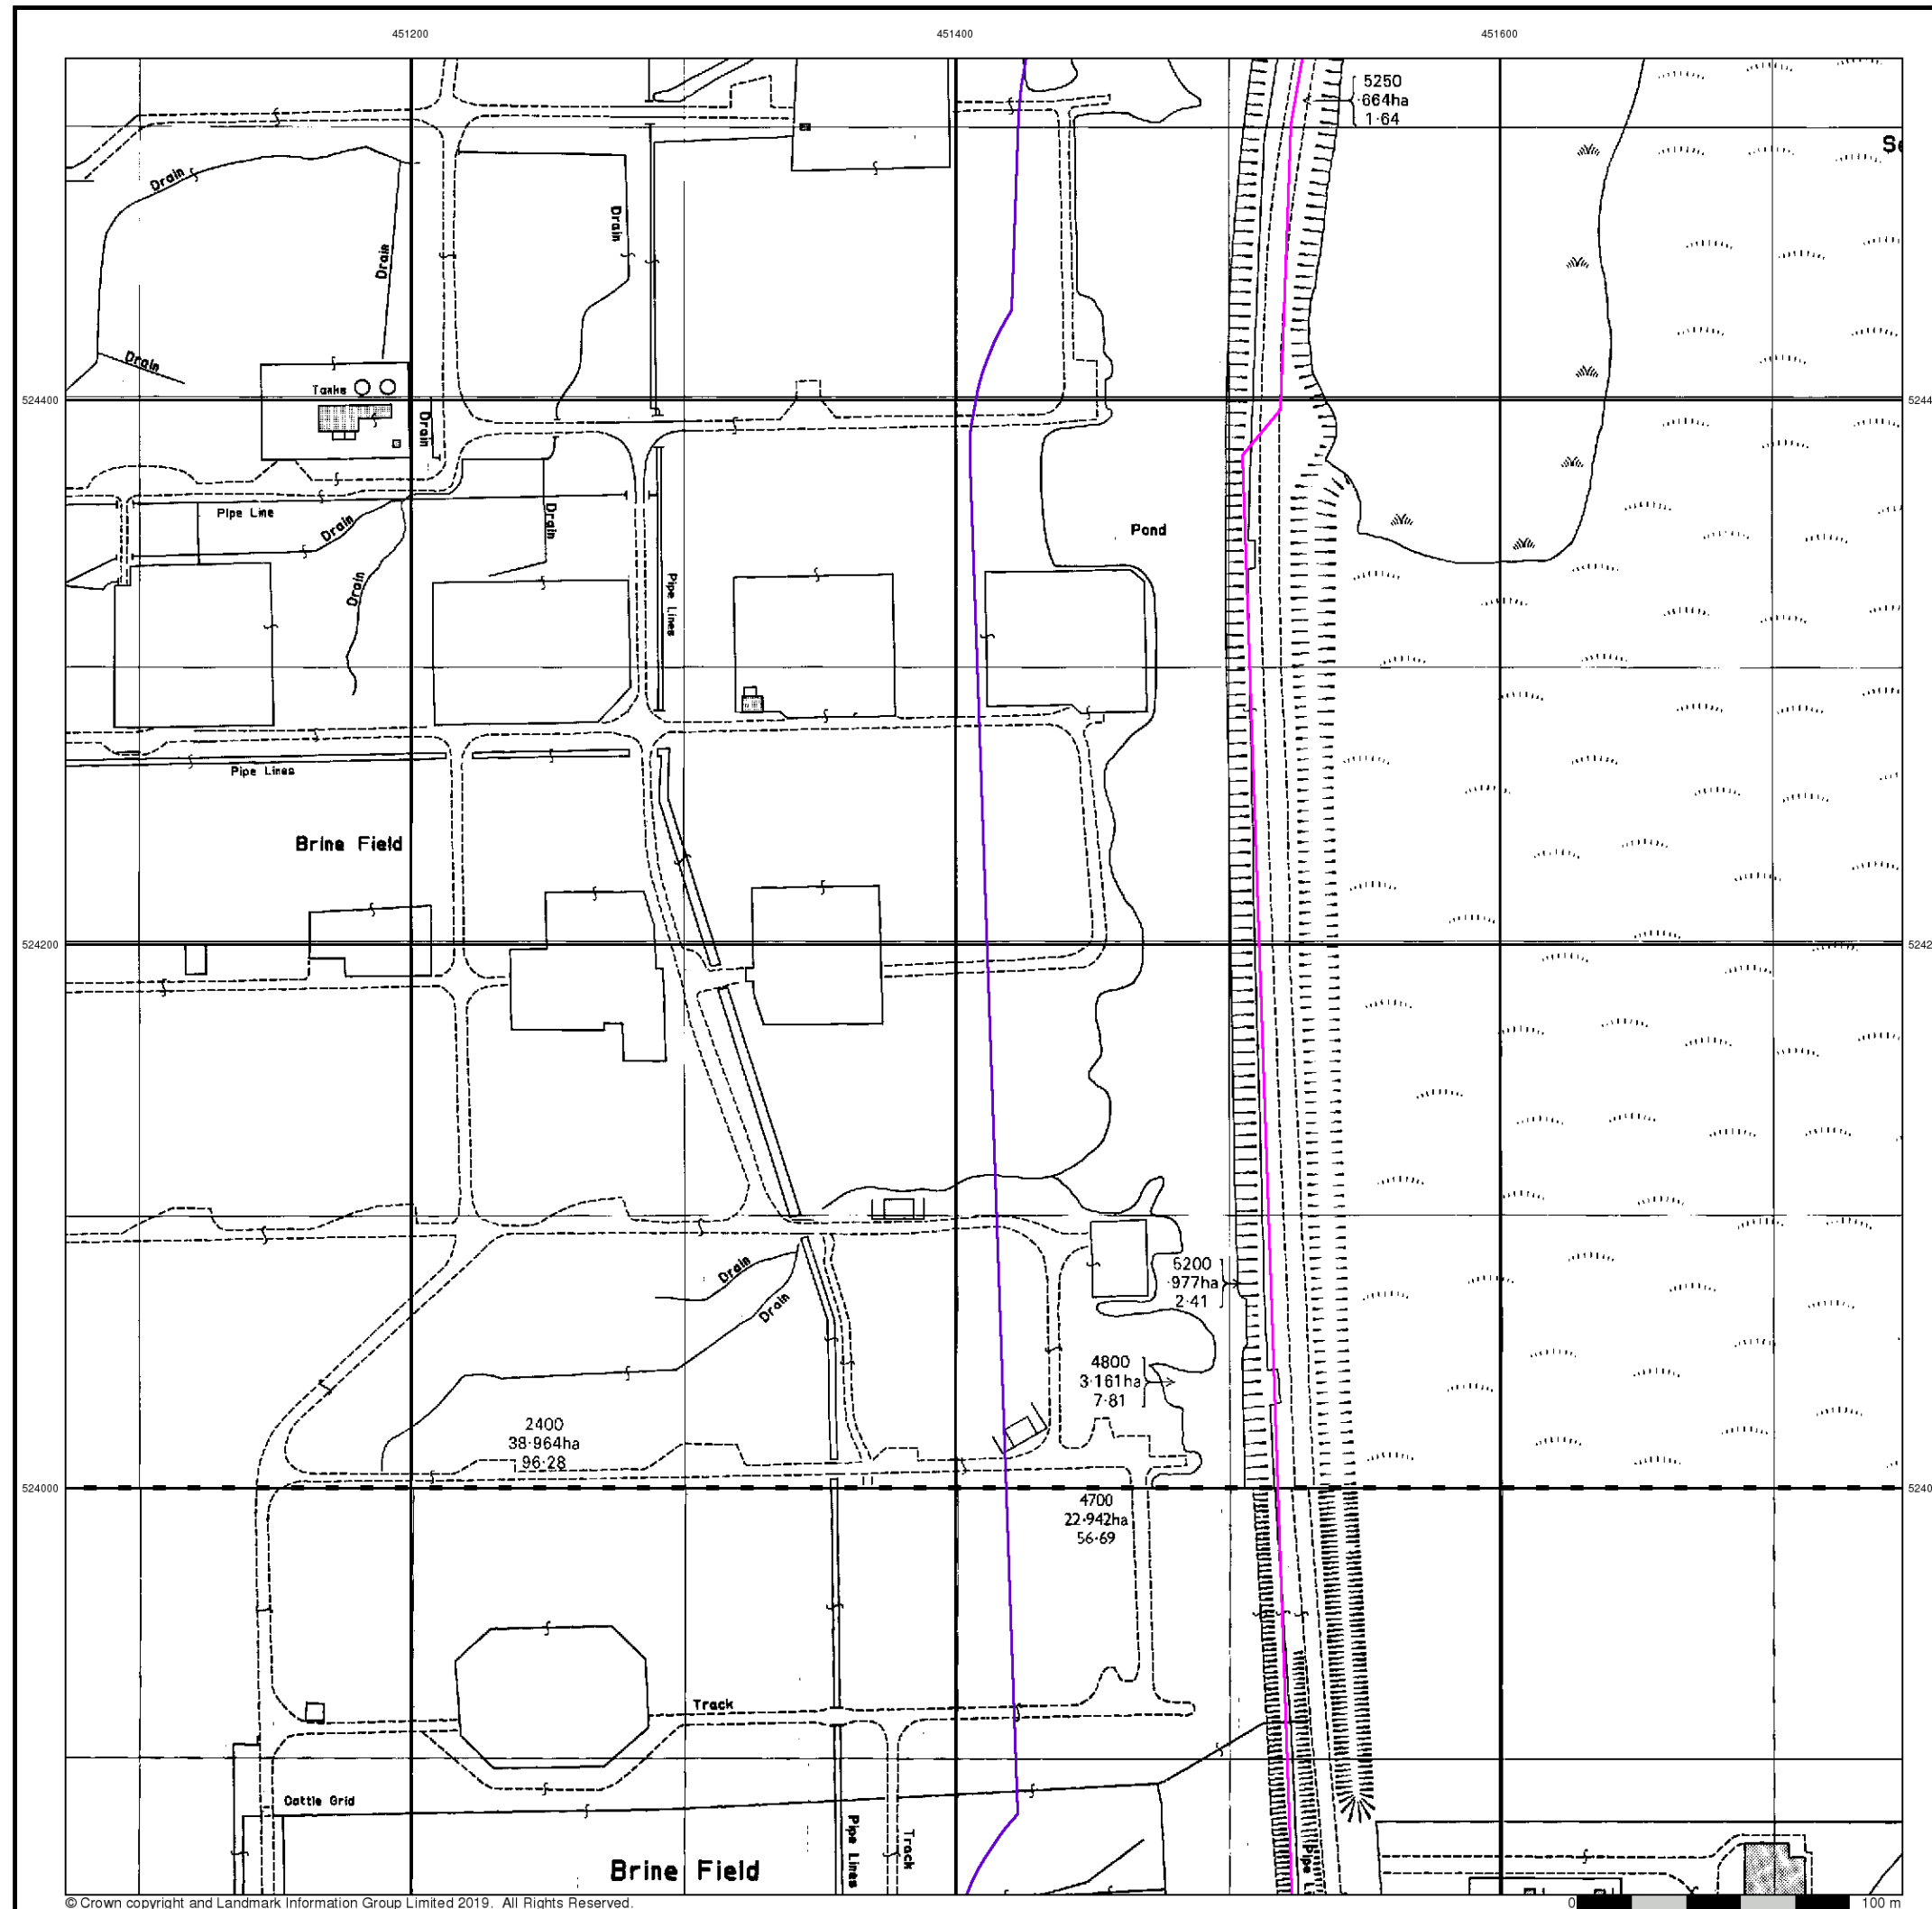 451200
451400
451600
5250
·664ha
1·64
Drain
Drain
Drain
Drain
Tanks
Drain
524400
Pipe Line
Drain
Drain
Drain
Pond
Pipe Lines
Pipe Lines
Brine Field
524200
Drain
Drain
5200
·977ha
2·41
4800
3·161ha
7·81
2400
38·964ha
96·28
524000
4700
22·942ha
56·69
Track
Cattle Grid
Pipe Lines
Track
Pipe
Brine Field
© Crown copyright and Landmark Information Group Limited 2019. All Rights Reserved.
0
100 m